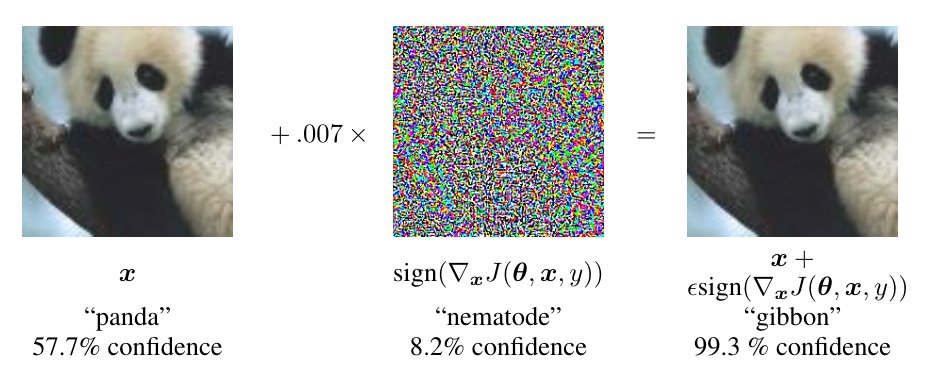 + .007 ×
=
x
sign(∇ₓJ(θ, x, y))
x +
ϵsign(∇ₓJ(θ, x, y))
“panda”
“nematode”
“gibbon”
57.7% confidence
8.2% confidence
99.3 % confidence